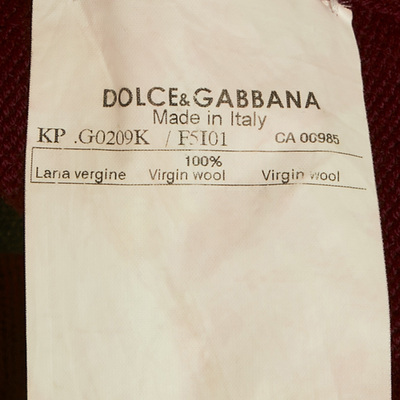 DOLCE&GABBANA
Made in Italy
KP .G0209K / F5I01 CA 00985
100%
Lana vergine Virgin wool Virgin wool